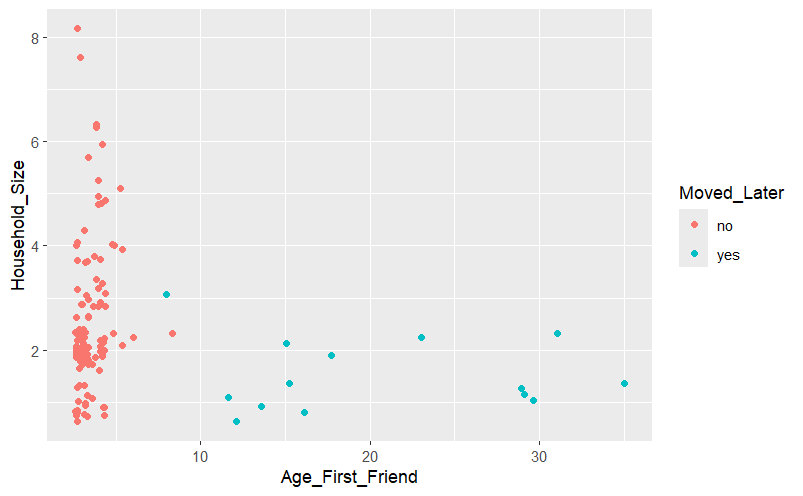 8
6
4
2
Household_Size
10
20
30
Age_First_Friend
Moved_Later
no
yes